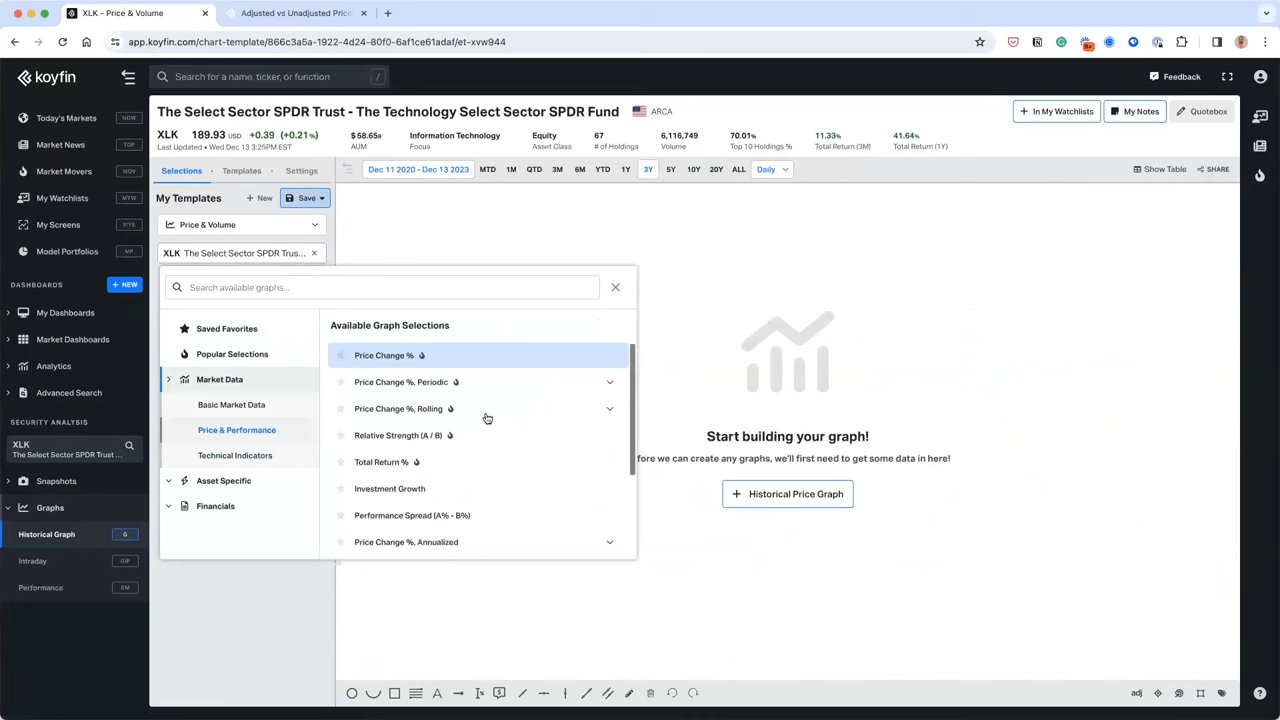 XLK - Price & Volume
Adjusted vs Unadjusted Price
app.koyfin.com/chart-template/866c3a5a-1922-4d24-80f0-6af1ce61adaf/et-xvw944
9+
koyfin
Search for a name, ticker, or function /
Feedback
Today's Markets NOW
Market News TOP
Market Movers MOV
My Watchlists MYW
My Screens MYS
Model Portfolios MP
DASHBOARDS + NEW
My Dashboards
Market Dashboards
Analytics
Advanced Search
SECURITY ANALYSIS
XLK
The Select Sector SPDR Trust ...
Snapshots
Graphs
Historical Graph G
Intraday GIP
Performance GM
The Select Sector SPDR Trust - The Technology Select Sector SPDR Fund ARCA
+ In My Watchlists My Notes Quotebox
XLK 189.93 USD +0.39 (+0.21%)
Last Updated • Wed Dec 13 3:25PM EST
$ 58.65B
AUM
Information Technology
Focus
Equity
Asset Class
67
# of Holdings
6,116,749
Volume
70.01%
Top 10 Holdings %
11.33%
Total Return (3M)
41.64%
Total Return (1Y)
Selections Templates Settings
Dec 11 2020 - Dec 13 2023 MTD 1M QTD 3M 6M YTD 1Y 3Y 5Y 10Y 20Y ALL Daily
Show Table SHARE
My Templates + New Save
Price & Volume
XLK The Select Sector SPDR Trus...
Search available graphs...
Saved Favorites
Popular Selections
Market Data
Basic Market Data
Price & Performance
Technical Indicators
Asset Specific
Financials
Available Graph Selections
Price Change %
Price Change %, Periodic
Price Change %, Rolling
Relative Strength (A / B)
Total Return %
Investment Growth
Performance Spread (A% - B%)
Price Change %, Annualized
Start building your graph!
fore we can create any graphs, we'll first need to get some data in here!
+ Historical Price Graph
adj